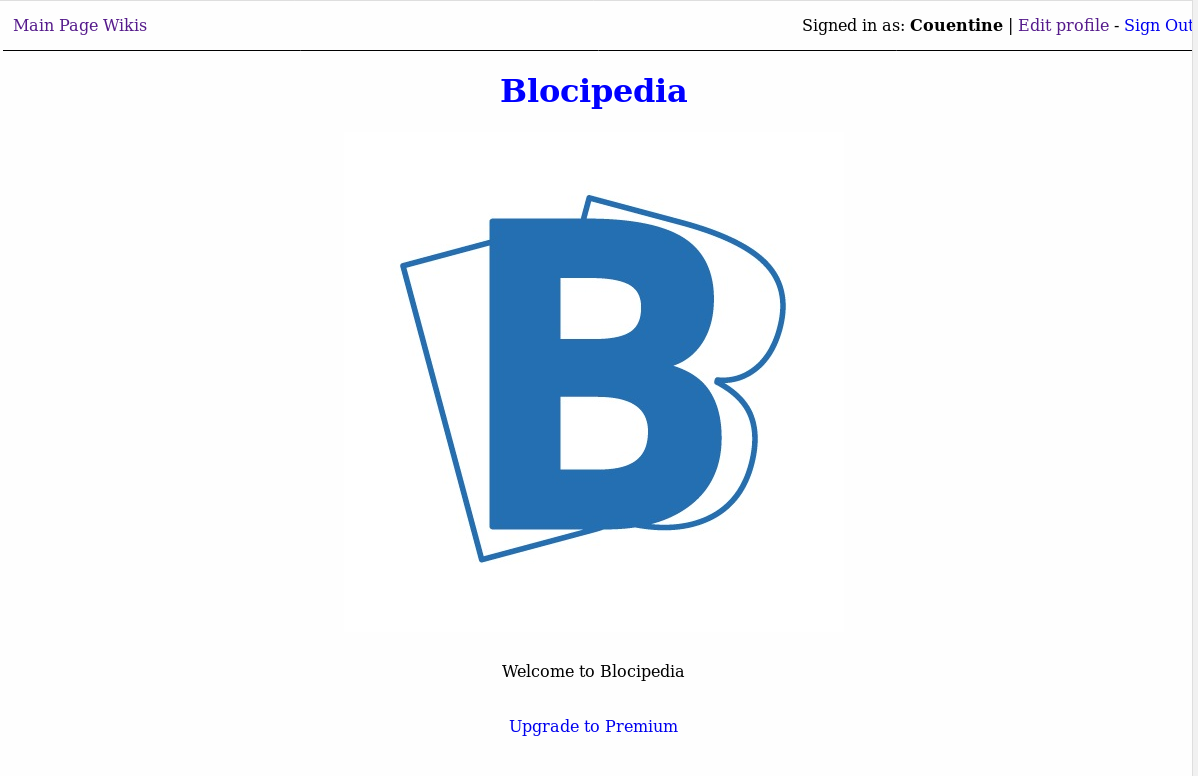 Main Page Wikis
Signed in as: Couentine | Edit profile - Sign Out
Blocipedia
B
Welcome to Blocipedia
Upgrade to Premium